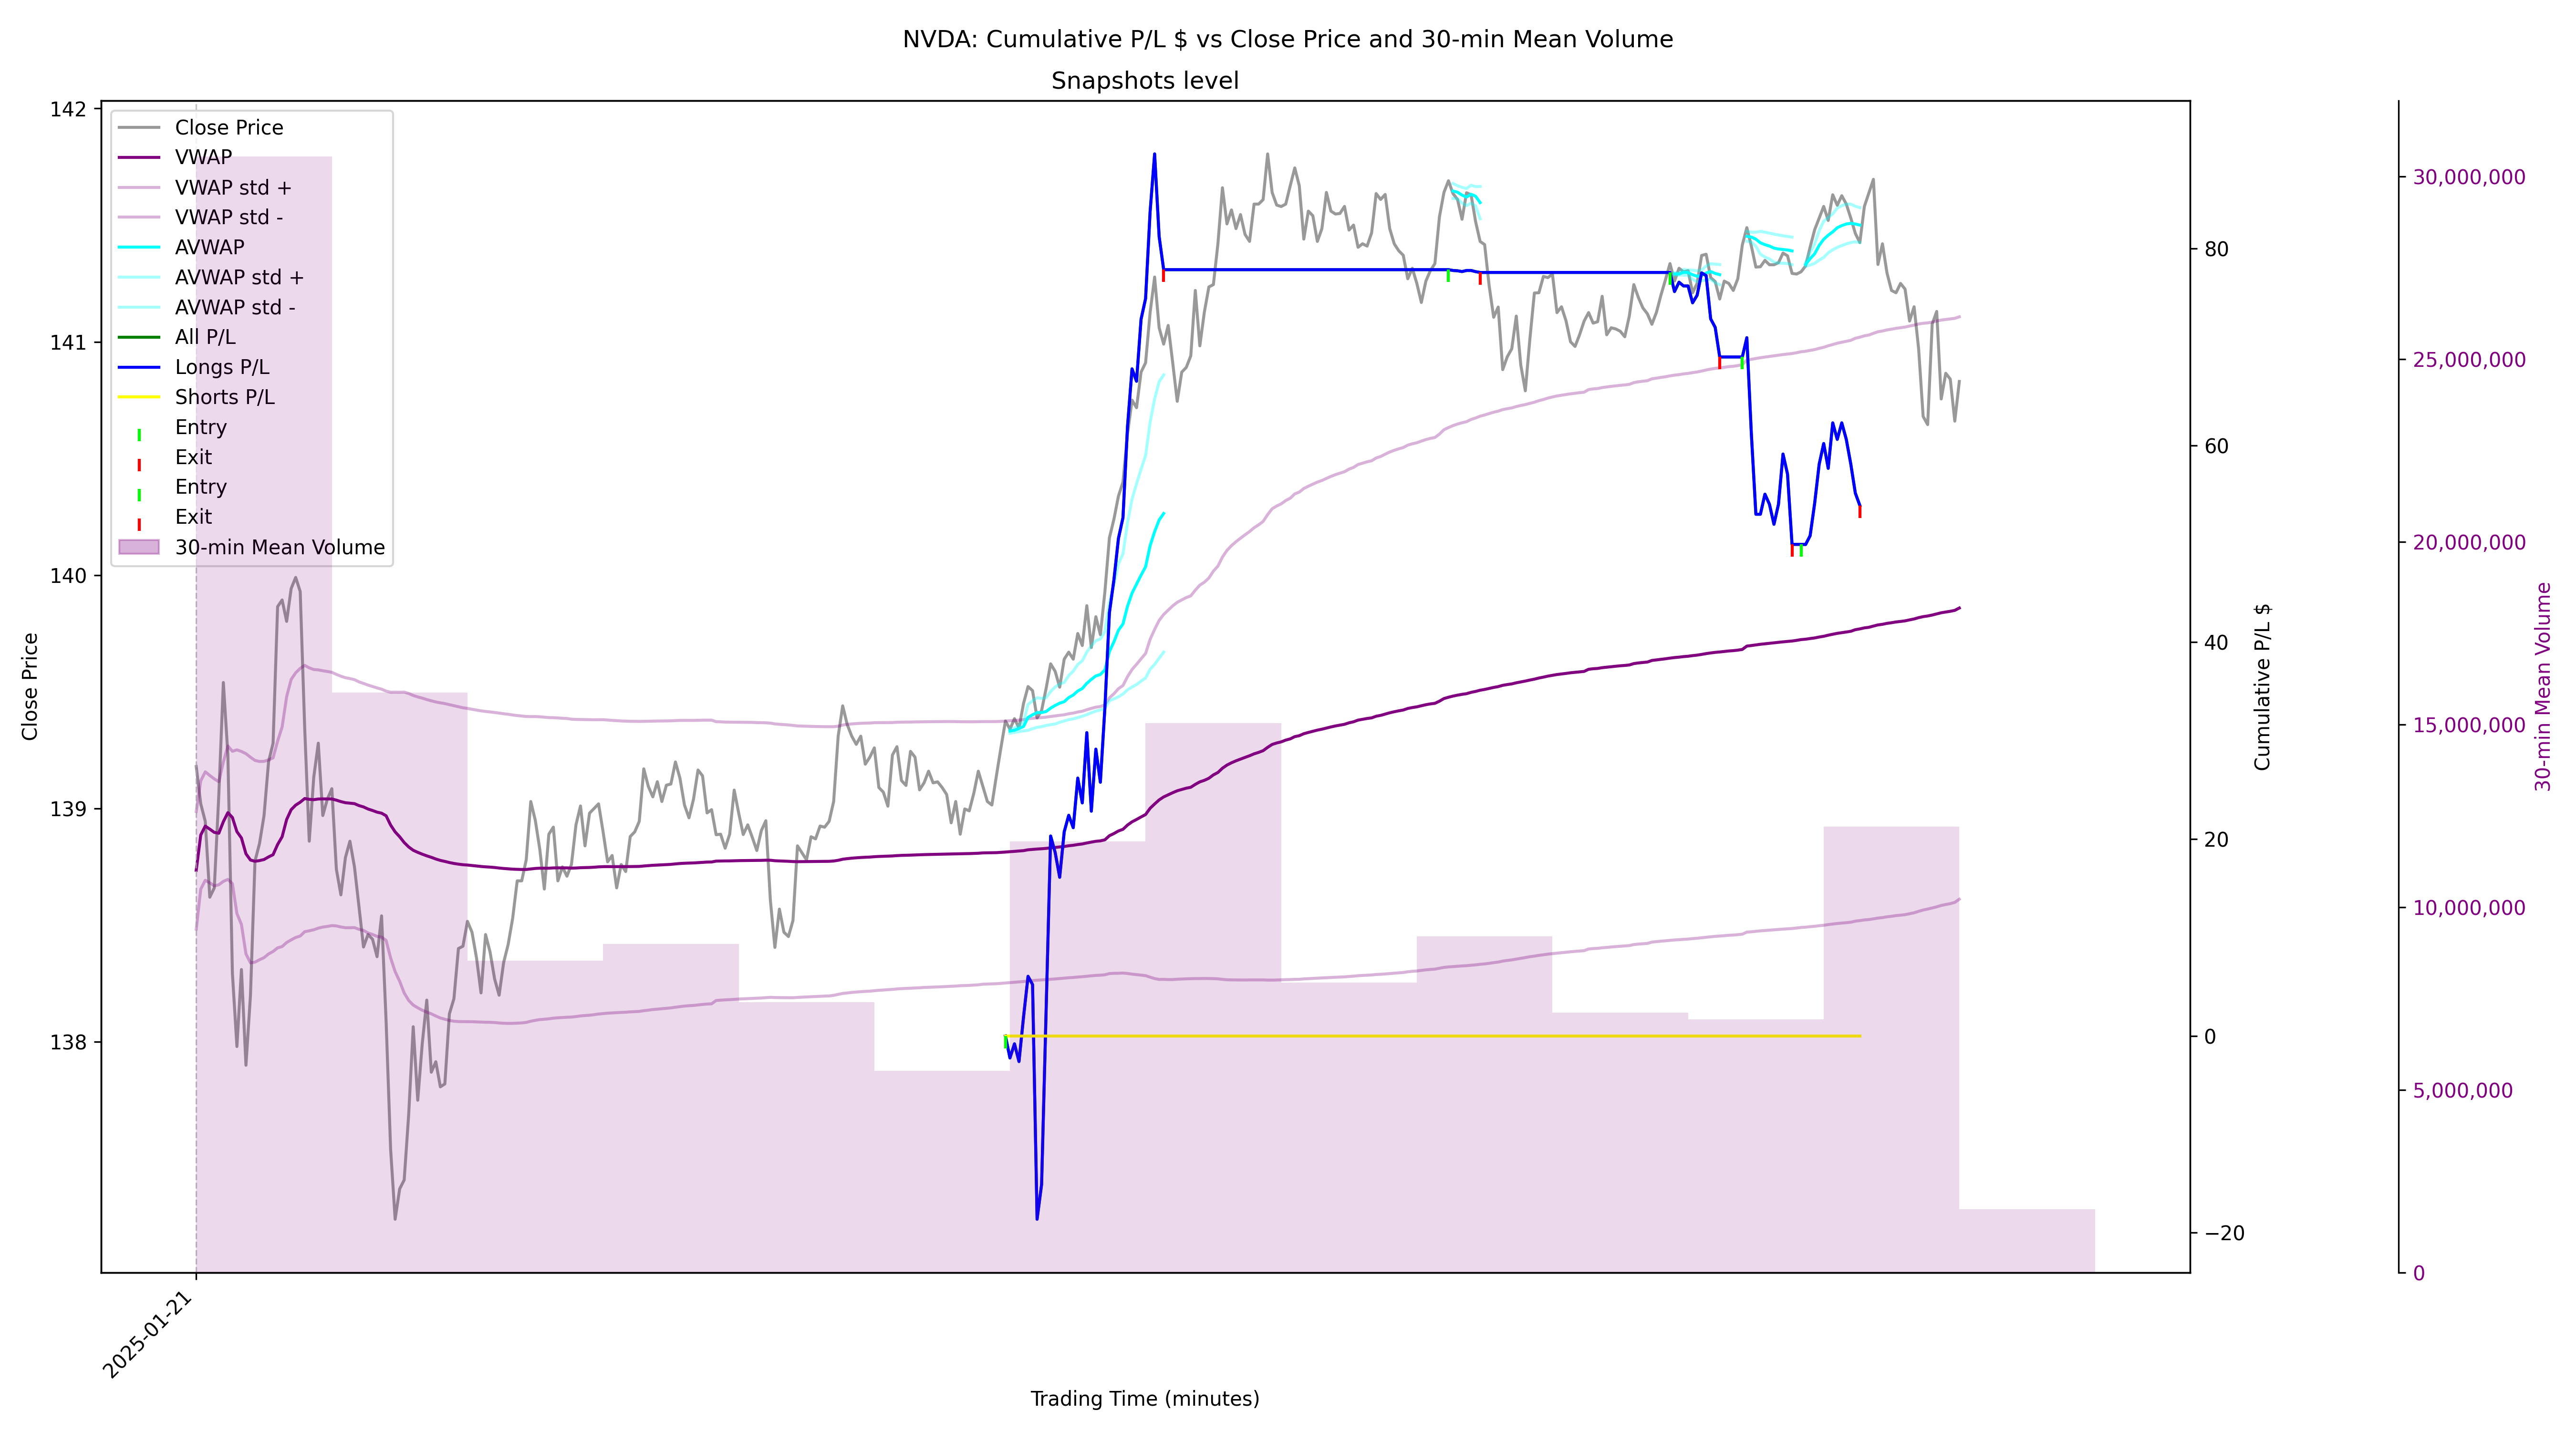 NVDA: Cumulative P/L $ vs Close Price and 30-min Mean Volume
Snapshots level
Close Price
142
141
140
139
138
Close Price
VWAP
VWAP std +
VWAP std -
AVWAP
AVWAP std +
AVWAP std -
All P/L
Longs P/L
Shorts P/L
Entry
Exit
Entry
Exit
30-min Mean Volume
80
60
40
20
0
−20
Cumulative P/L $
30,000,000
25,000,000
20,000,000
15,000,000
10,000,000
5,000,000
0
30-min Mean Volume
2025-01-21
Trading Time (minutes)